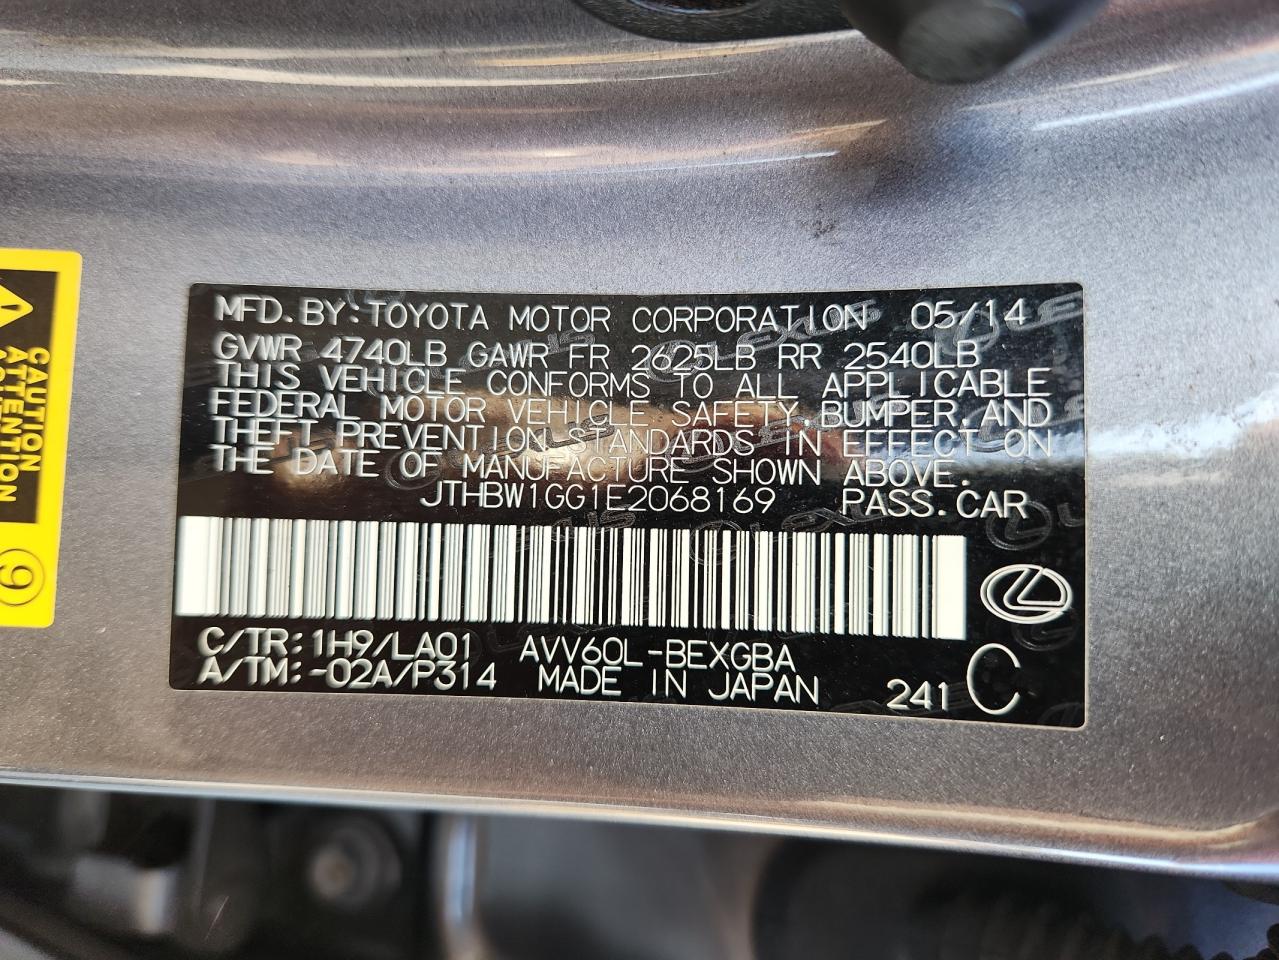 MFD. BY: TOYOTA MOTOR CORPORATION 05/14
GVWR 4740LB GAWR FR 2625LB RR 2540LB
THIS VEHICLE CONFORMS TO ALL APPLICABLE
FEDERAL MOTOR VEHICLE SAFETY, BUMPER, AND
THEFT PREVENTION STANDARDS IN EFFECT ON
THE DATE OF MANUFACTURE SHOWN ABOVE.
JTHBW1GG1E2068169 PASS. CAR
C/TR: 1H9/LA01 AVV60L-BEXGBA
A/TM: -02A/P314 MADE IN JAPAN 241 C
CAUTION
ATTENTION
9